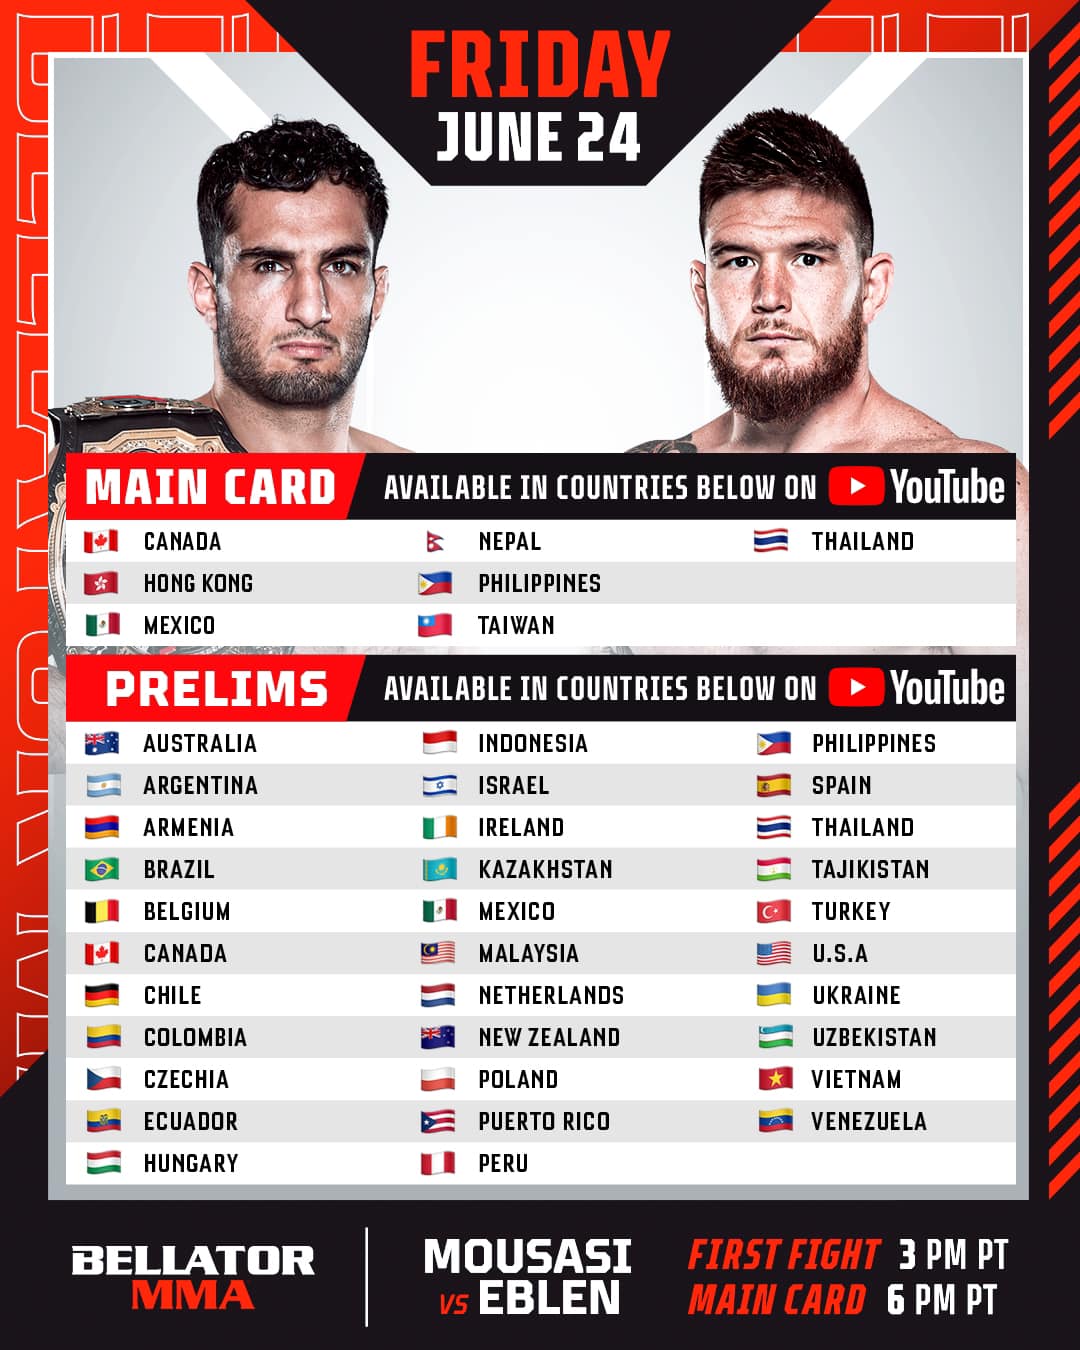 FRIDAY
JUNE 24
MAIN CARD AVAILABLE IN COUNTRIES BELOW ON YouTube
CANADA NEPAL THAILAND
HONG KONG PHILIPPINES
MEXICO TAIWAN
PRELIMS AVAILABLE IN COUNTRIES BELOW ON YouTube
AUSTRALIA INDONESIA PHILIPPINES
ARGENTINA ISRAEL SPAIN
ARMENIA IRELAND THAILAND
BRAZIL KAZAKHSTAN TAJIKISTAN
BELGIUM MEXICO TURKEY
CANADA MALAYSIA U.S.A
CHILE NETHERLANDS UKRAINE
COLOMBIA NEW ZEALAND UZBEKISTAN
CZECHIA POLAND VIETNAM
ECUADOR PUERTO RICO VENEZUELA
HUNGARY PERU
BELLATOR
MMA
MOUSASI
VS EBLEN
FIRST FIGHT 3 PM PT
MAIN CARD 6 PM PT